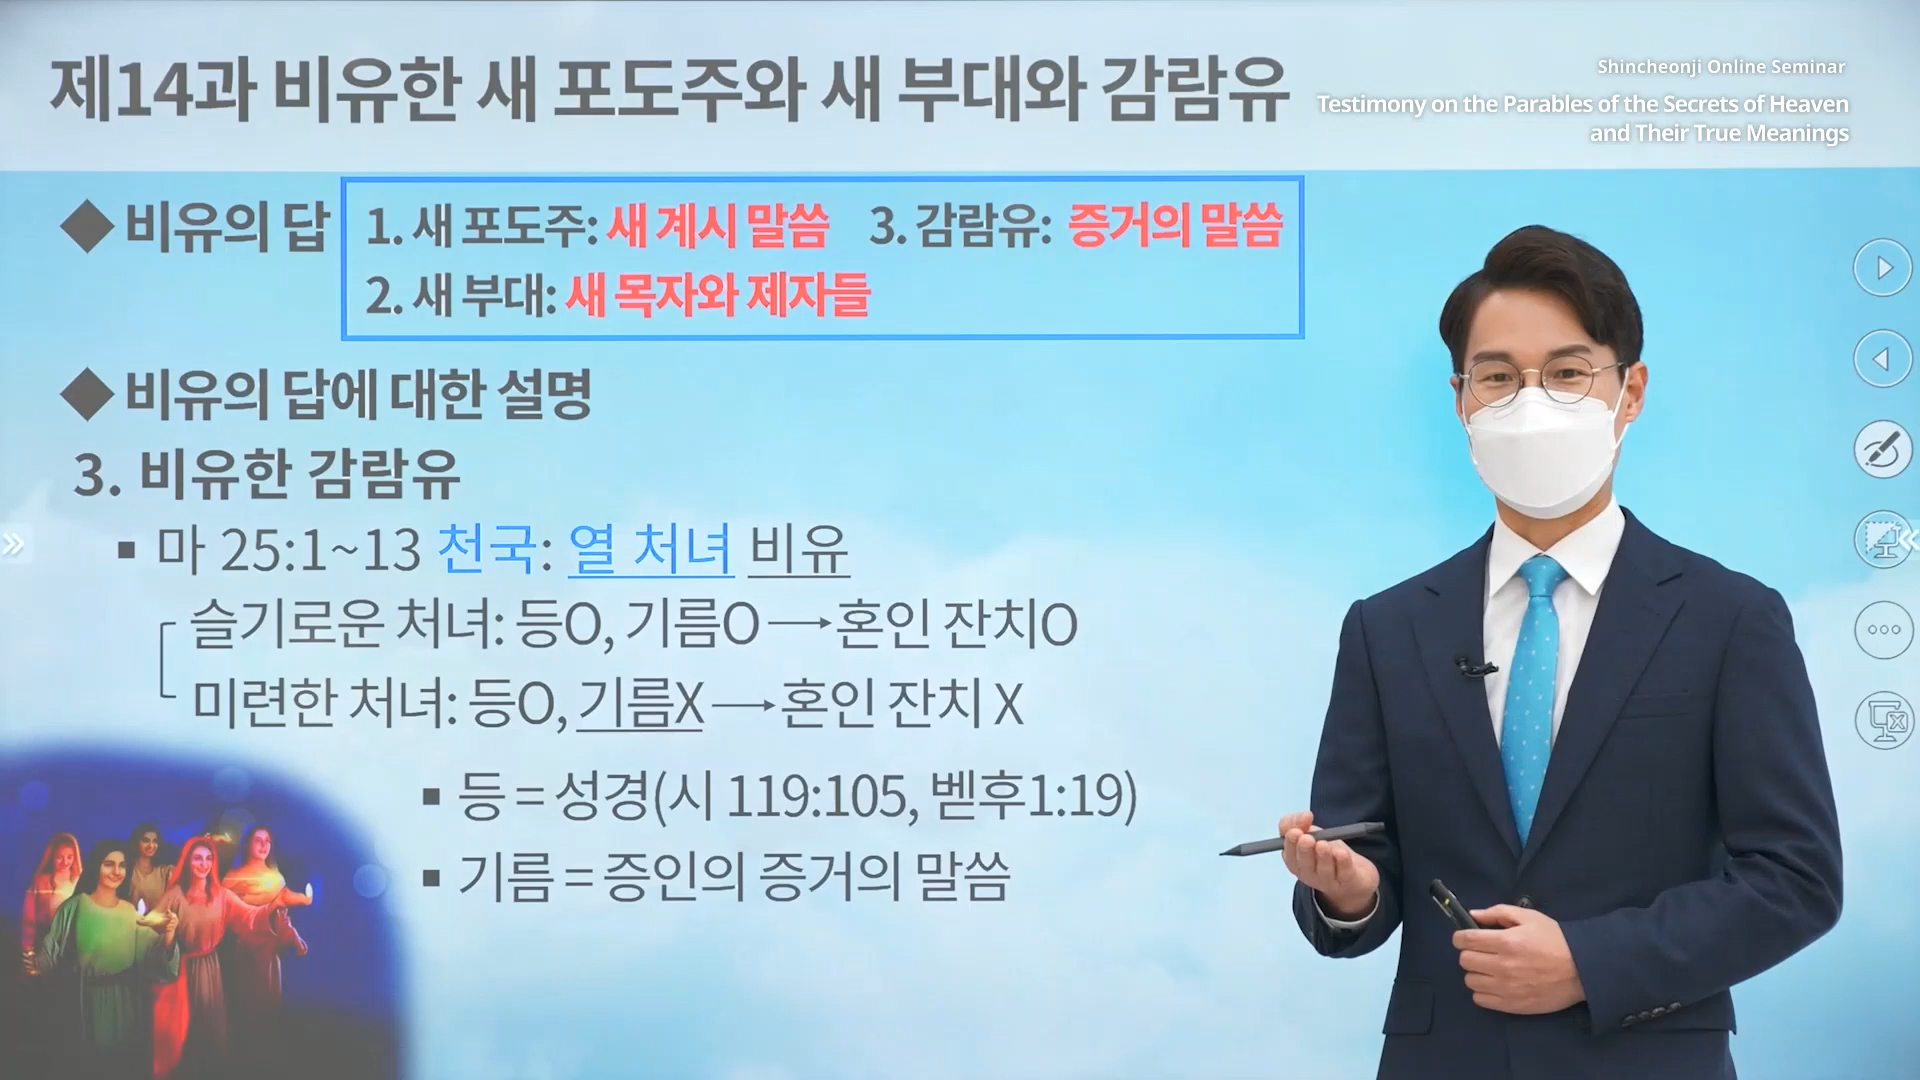 제14과 비유한 새 포도주와 새 부대와 감람유
Shincheonji Online Seminar
Testimony on the Parables of the Secrets of Heaven
and Their True Meanings
◆비유의 답
1. 새 포도주: 새 계시 말씀 3. 감람유: 증거의 말씀
2. 새 부대: 새 목자와 제자들
◆비유의 답에 대한 설명
3. 비유한 감람유
▪ 마 25:1~13 천국: 열 처녀 비유
슬기로운 처녀: 등O, 기름O→혼인 잔치O
미련한 처녀: 등O, 기름X→혼인 잔치 X
▪ 등 = 성경(시 119:105, 벧후1:19)
▪ 기름 = 증인의 증거의 말씀